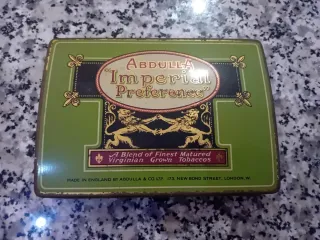 ABDULLA
"Imperial
Preference"
A Blend of Finest Matured
Virginian Grown Tobaccos
MADE IN ENGLAND BY ABDULLA & CO LTD 173, NEW BOND STREET, LONDON, W.